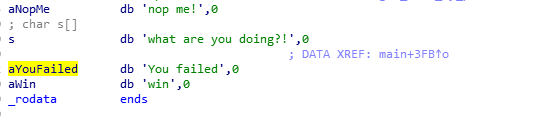 aNopMe db 'nop me!',0
; char s[]
s db 'what are you doing?!',0
; DATA XREF: main+3FB↑o
aYouFailed db 'You failed',0
aWin db 'win',0
_rodata ends